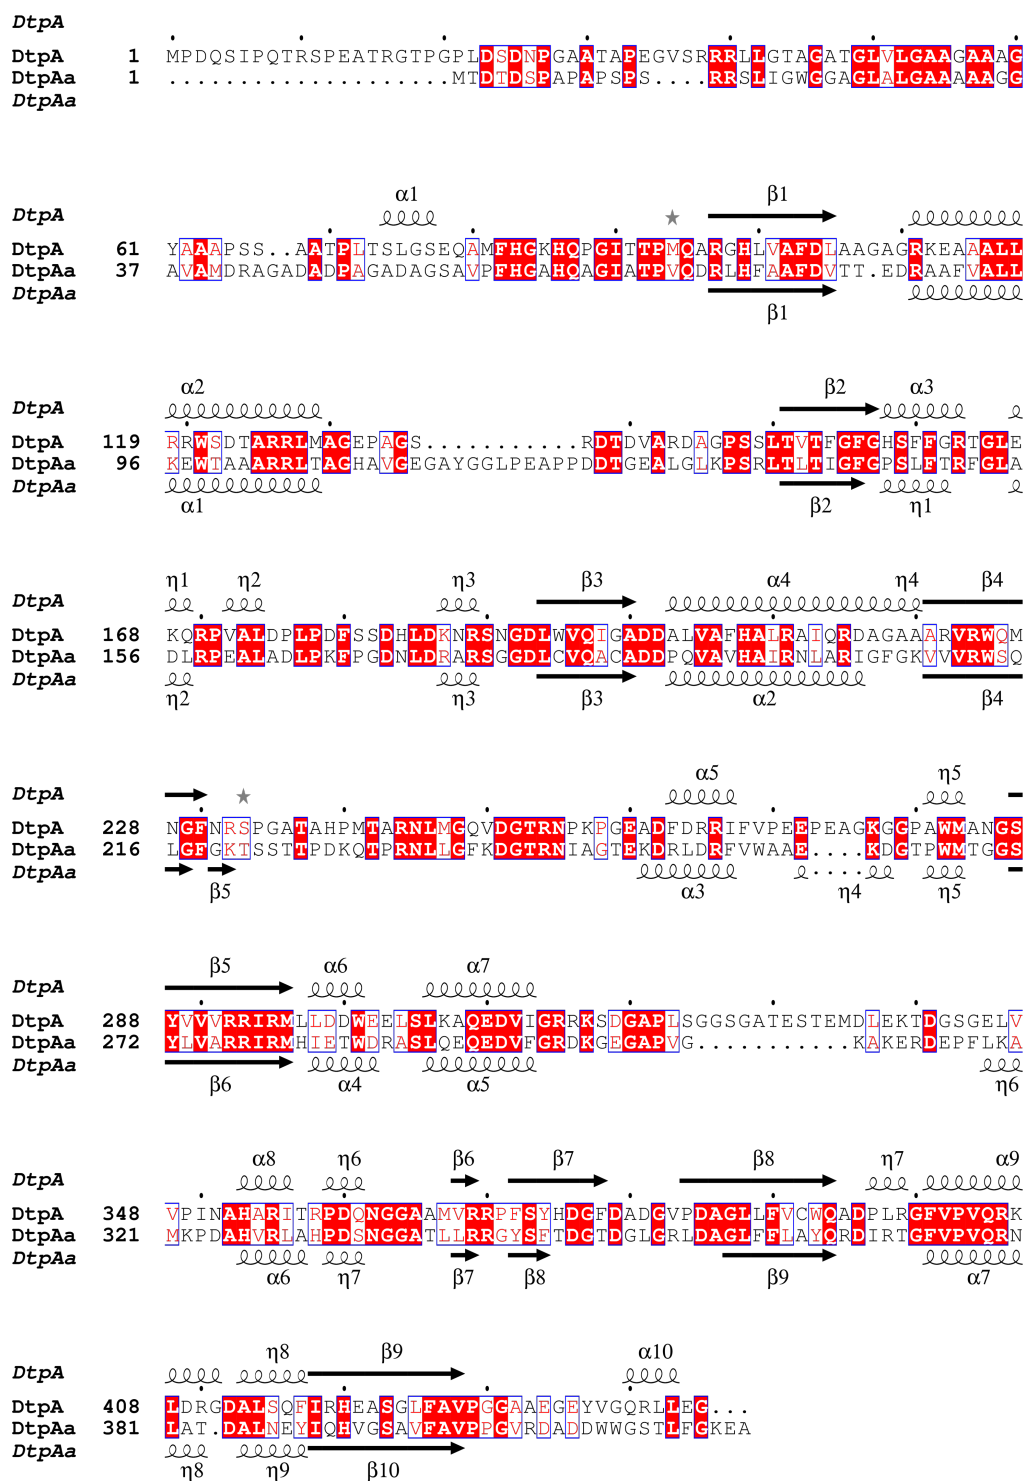 DtpA
DtpA 1 MPDQSIPQTRSPEATRGTPGPLDSDNPGAATAPEGVSRRRLLGTAGATGLVLGAAGAAAG
DtpAa 1 ....................MTDTDSPAPAPSPS....RRSLIGWGGAGLALGAAAAAGG
DtpAa
α1 β1
DtpA
DtpA 61 YAAAPSS..AATPLTSLGSEQAMFHGKHQPGITTPMQARGHLVAFDLAAGAGRKEAAALL
DtpAa 37 AVAMDRAGADADPAGADAGSAVPFHGAHQAGIATPVQDRLHFAAFDVTT.EDRAAFVALL
DtpAa
β1
α2 β2 α3
DtpA
DtpA 119 RRWSDTARRLMAGEPAGS...........RDTDVARDAGPSSLTVTFGFGHSFFGRTGLE
DtpAa 96 KEWTAAARRLTAGHAVGEGAYGGLPEAPPDDTGEALGLKPSRLTLTIGFGPSLFTRFGLA
DtpAa
α1 β2 η1
η1 η2 η3 β3 α4 η4 β4
DtpA
DtpA 168 KQRPVALDPLPDFSSDHLDKNRSNGDLWVQIGADDALVAFHALRAIQRDAGAAARVRWQM
DtpAa 156 DLRPEALADLPKFPGDNLDRARSGGDLCVQACADDPQVAVHAIRNLARIGFGKVVVRWSQ
DtpAa
η2 η3 β3 α2 β4
α5 η5
DtpA
DtpA 228 NGFNRSPGATAHPMTARNLMGQVDGTRNPKPGEADFDRRIFVPEEPEAGKGGPAWMANGS
DtpAa 216 LGFGKTSSTTPDKQTPRNLLGFKDGTRNIAGTEKDRLDRFVWAAE....KDGTPWMTGGS
DtpAa
β5 α3 η4 η5
β5 α6 α7
DtpA
DtpA 288 YVVVRRIRMLLDDWEELSLKAQEDVIGRRKSDGAPLSGGSGATESTEMDLEKTDGSGELV
DtpAa 272 YLVARRIRMHIETWDRASLQEQEDVFGRDKGEGAPVG...........KAKERDEPFLKA
DtpAa
β6 α4 α5 η6
α8 η6 β6 β7 β8 η7 α9
DtpA
DtpA 348 VPINAHARITRPDQNGGAAMVRRPFSYHDGFDADGVPDAGLLFVCWQADPLRGFVPVQRK
DtpAa 321 MKPDAHVRLAHPDSNGGATLLRRGYSFTDGTDGLGRLDAGLFFLAYQRDIRTGFVPVQRN
DtpAa
α6 η7 β7 β8 β9 α7
η8 β9 α10
DtpA
DtpA 408 LDRGDALSQFIRHEASGLFAVPGGAAEGEYVGQRLLEG...
DtpAa 381 LAT.DALNEYIQHVGSAVFAVPPGVRDADDWWGSTLFGKEA
DtpAa
η8 η9 β10